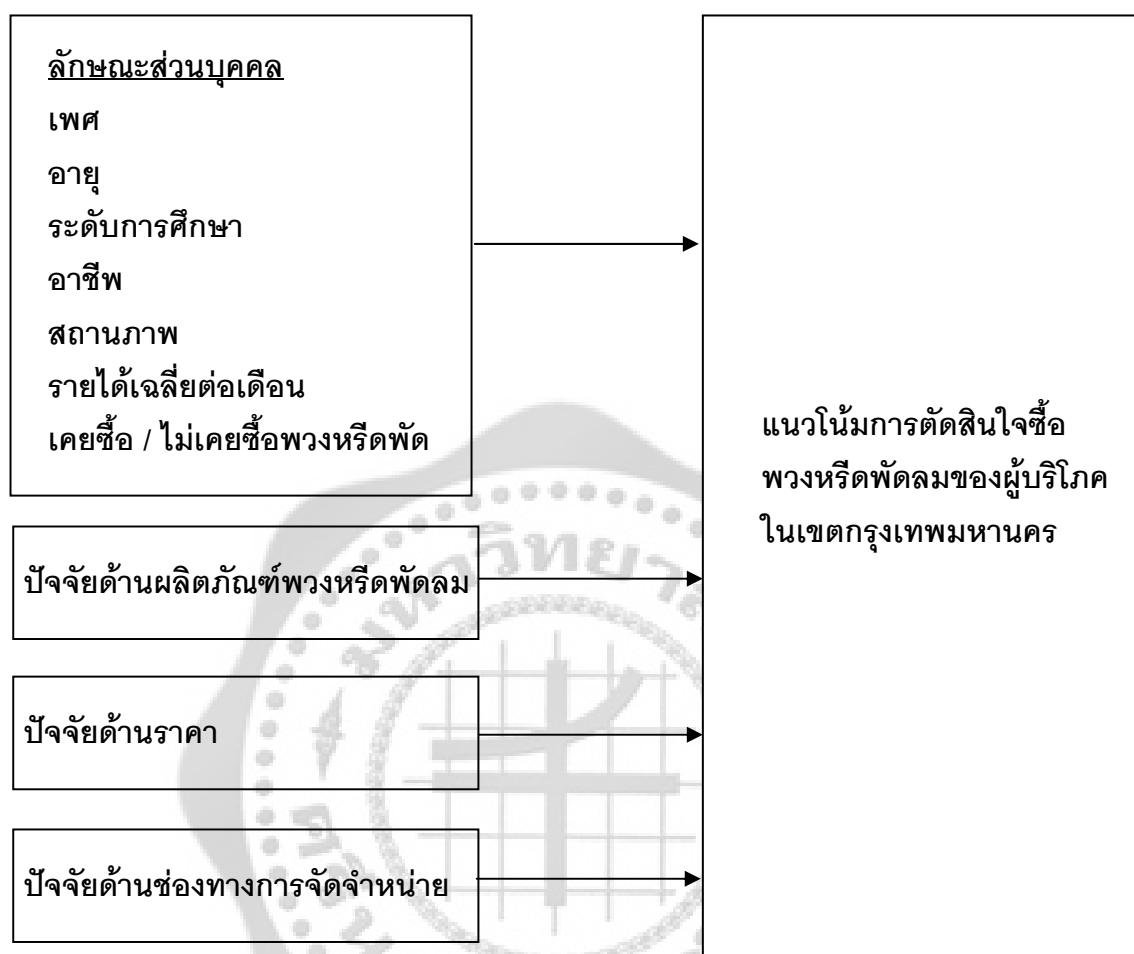 ลักษณะส่วนบุคคล
เพศ
อายุ
ระดับการศึกษา
อาชีพ
สถานภาพ
รายได้เฉลี่ยต่อเดือน
เคยซื้อ / ไม่เคยซื้อพวงหรีดพัด
ปัจจัยด้านผลิตภัณฑ์พวงหรีดพัดลม
ปัจจัยด้านราคา
ปัจจัยด้านช่องทางการจัดจำหน่าย
แนวโน้มการตัดสินใจซื้อ
พวงหรีดพัดลมของผู้บริโภค
ในเขตกรุงเทพมหานคร